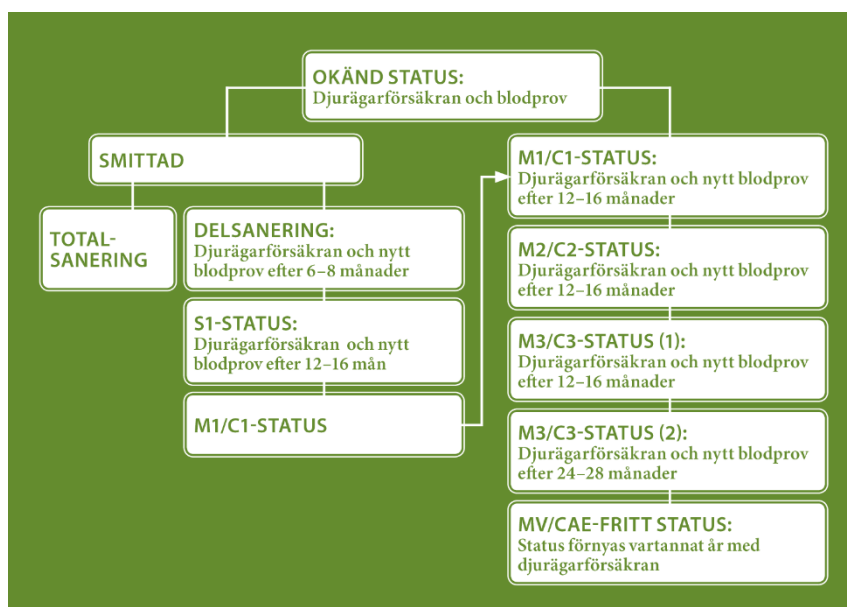 OKÄND STATUS:
Djurägarförsäkran och blodprov
SMITTAD
TOTAL-
SANERING
DELSANERING:
Djurägarförsäkran och nytt
blodprov efter 6–8 månader
S1-STATUS:
Djurägarförsäkran och nytt
blodprov efter 12–16 mån
M1/C1-STATUS
M1/C1-STATUS:
Djurägarförsäkran och nytt blodprov
efter 12–16 månader
M2/C2-STATUS:
Djurägarförsäkran och nytt blodprov
efter 12–16 månader
M3/C3-STATUS (1):
Djurägarförsäkran och nytt blodprov
efter 12–16 månader
M3/C3-STATUS (2):
Djurägarförsäkran och nytt blodprov
efter 24–28 månader
MV/CAE-FRITT STATUS:
Status förnyas vartannat år med
djurägarförsäkran